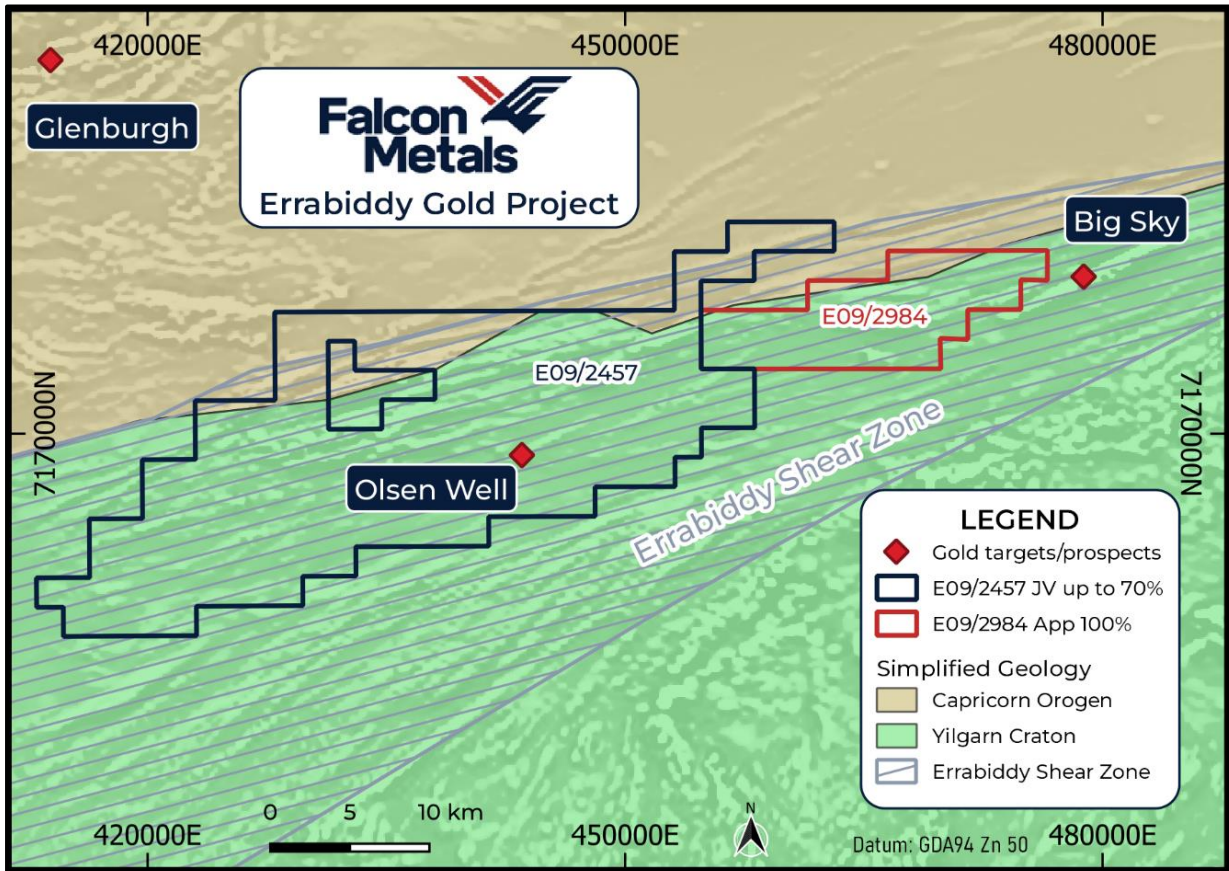 420000E
450000E
480000E
Glenburgh
Falcon
Metals
Errabiddy Gold Project
Big Sky
E09/2984
E09/2457
7170000N
7170000N
Olsen Well
Errabiddy Shear Zone
LEGEND
Gold targets/prospects
E09/2457 JV up to 70%
E09/2984 App 100%
Simplified Geology
Capricorn Orogen
Yilgarn Craton
Errabiddy Shear Zone
0 5 10 km
N
420000E
450000E
480000E
Datum: GDA94 Zn 50